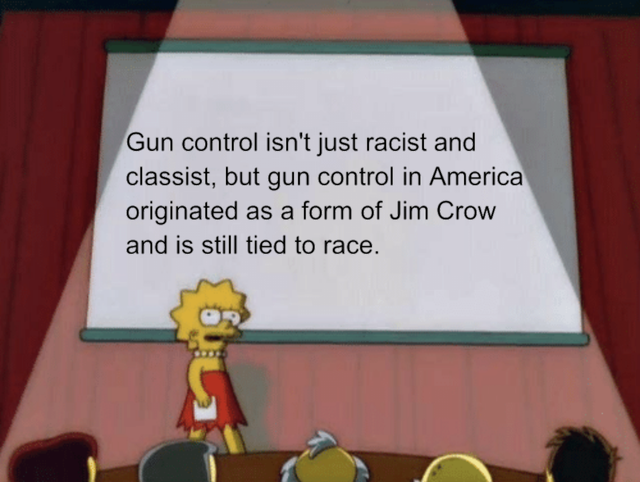 Gun control isn't just racist and
classist, but gun control in America
originated as a form of Jim Crow
and is still tied to race.